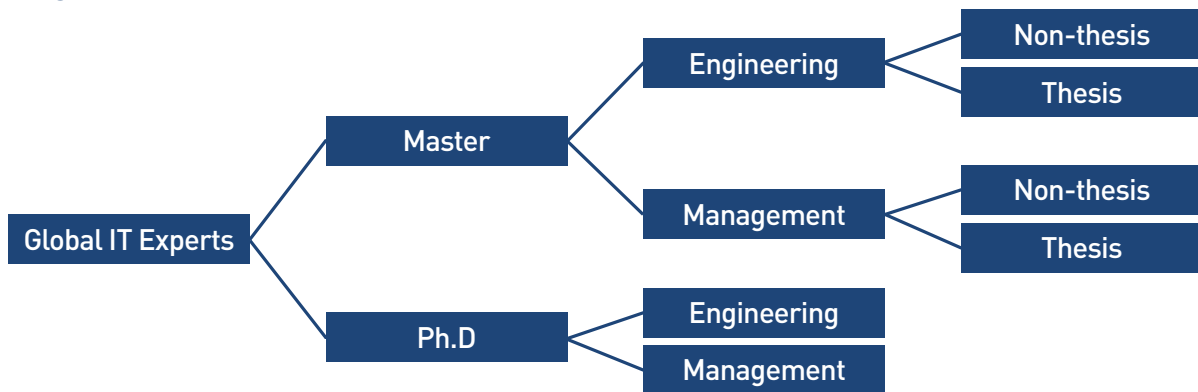 Global IT Experts
Master
Engineering
Non-thesis
Thesis
Management
Non-thesis
Thesis
Ph.D
Engineering
Management